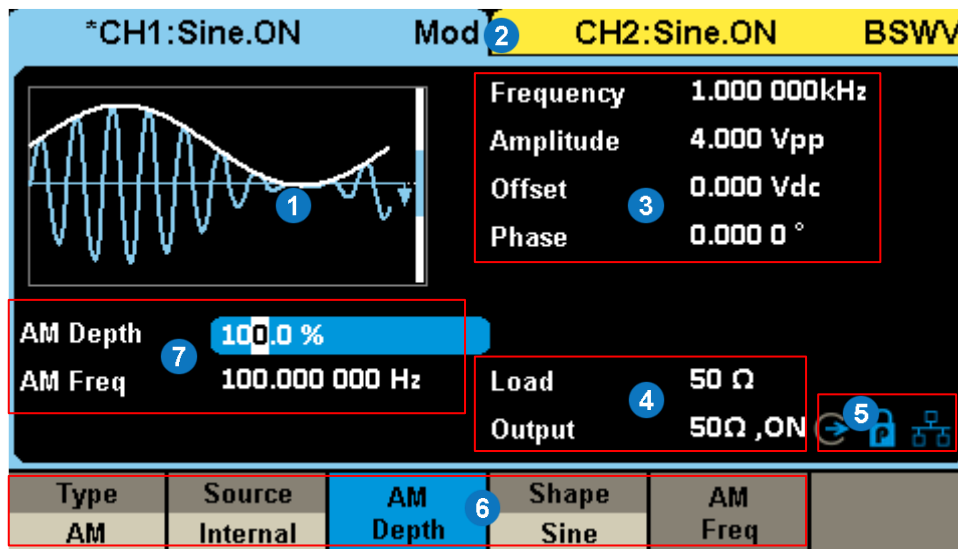 *CH1:Sine.ON Mod 2 CH2:Sine.ON BSWV
Frequency 1.000 000kHz
Amplitude 4.000 Vpp
Offset 0.000 Vdc
1 3
Phase 0.000 0 °
AM Depth 100.0 %
7
AM Freq 100.000 000 Hz
Load 50 Ω
4 5
Output 50Ω ,ON
P
Type Source AM Depth Shape AM Freq
6
AM Internal Sine